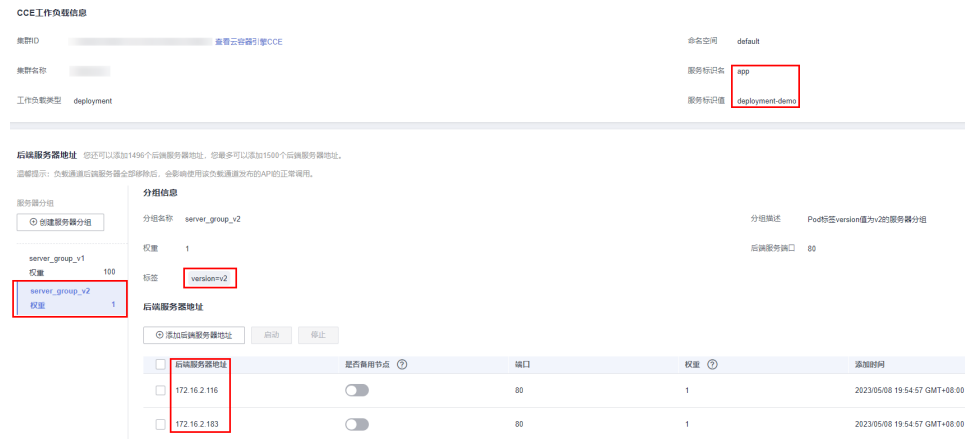 CCE工作负载信息
集群ID 查看云容器引擎CCE 命名空间 default
集群名称 服务标识名 app
工作负载类型 deployment 服务标识值 deployment-demo
后端服务器地址 您还可以添加1496个后端服务器地址，您最多可以添加1500个后端服务器地址。
温馨提示：负载通道后端服务器全部移除后，会影响使用该负载通道发布的API的正常调用。
服务器分组
创建服务器分组
server_group_v1
权重 100
server_group_v2
权重 1
分组信息
分组名称 server_group_v2 分组描述 Pod标签version值为v2的服务器分组
权重 1 后端服务端口 80
标签 version=v2
后端服务器地址
添加后端服务器地址 启动 停止
后端服务器地址 是否备用节点 端口 权重 添加时间
172.16.2.116 80 1 2023/05/08 19:54:57 GMT+08:00
172.16.2.183 80 1 2023/05/08 19:54:57 GMT+08:00